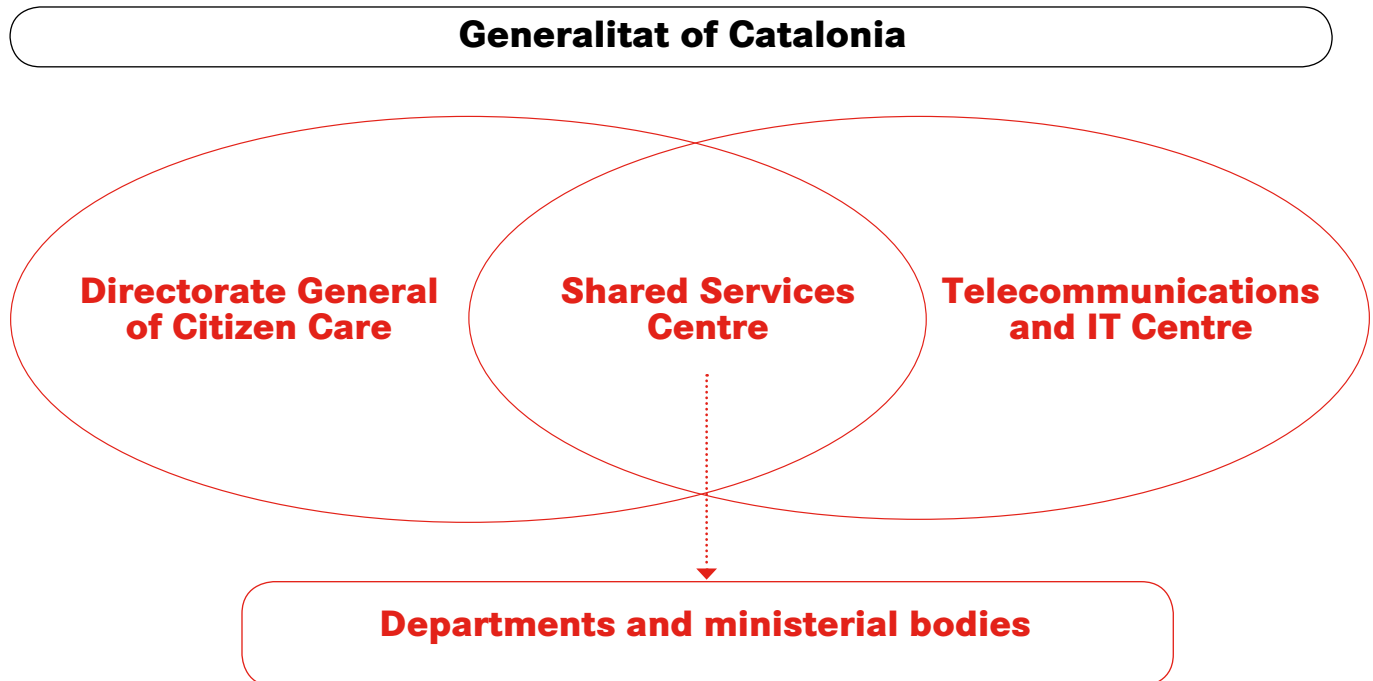 Generalitat of Catalonia
Directorate General
of Citizen Care
Shared Services
Centre
Telecommunications
and IT Centre
Departments and ministerial bodies